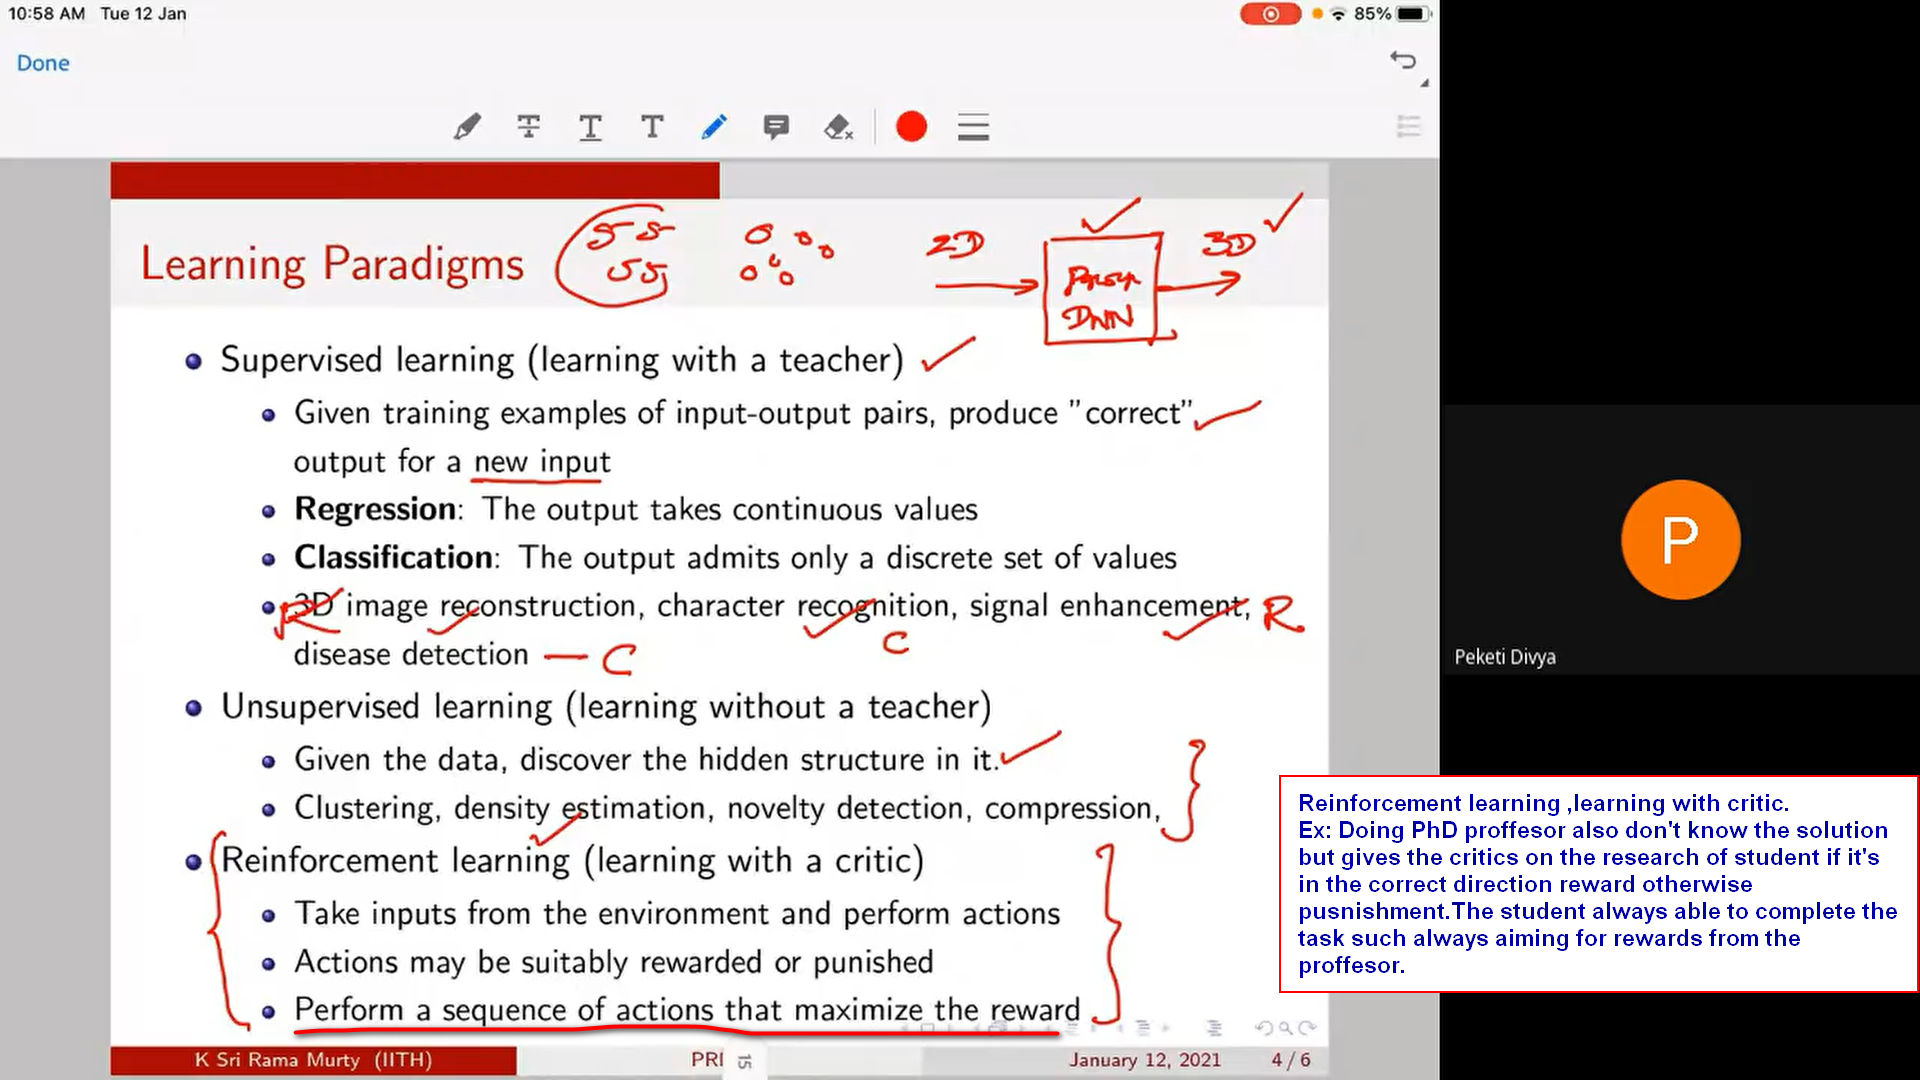 10:58 AM Tue 12 Jan
85%
Done
Learning Paradigms
5 5
5 5
2D
3D
DNN
Supervised learning (learning with a teacher)
Given training examples of input-output pairs, produce "correct"
output for a new input
Regression: The output takes continuous values
Classification: The output admits only a discrete set of values
R 3D image reconstruction, character recognition, signal enhancement, R
C
disease detection — C
Unsupervised learning (learning without a teacher)
Given the data, discover the hidden structure in it.
Clustering, density estimation, novelty detection, compression,
Reinforcement learning (learning with a critic)
Take inputs from the environment and perform actions
Actions may be suitably rewarded or punished
Perform a sequence of actions that maximize the reward
K Sri Rama Murty (IITH)
PRI
15
January 12, 2021
4 / 6
P
Peketi Divya
Reinforcement learning ,learning with critic.
Ex: Doing PhD proffesor also don't know the solution
but gives the critics on the research of student if it's
in the correct direction reward otherwise
pusnishment.The student always able to complete the
task such always aiming for rewards from the
proffesor.